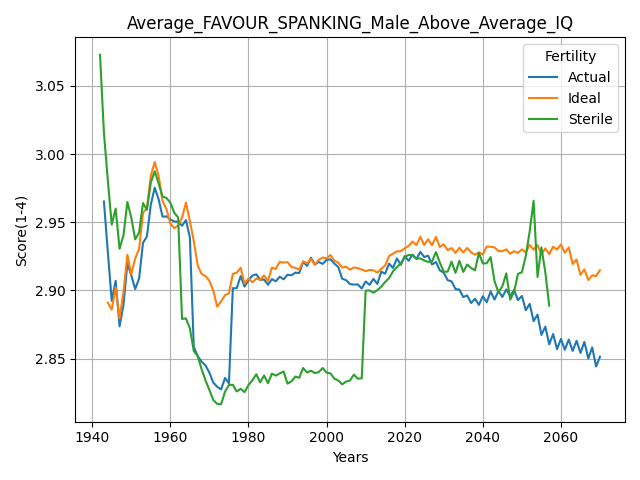 Average_FAVOUR_SPANKING_Male_Above_Average_IQ
Score(1-4)
3.05
3.00
2.95
2.90
2.85
1940 1960 1980 2000 2020 2040 2060
Years
Fertility
Actual
Ideal
Sterile